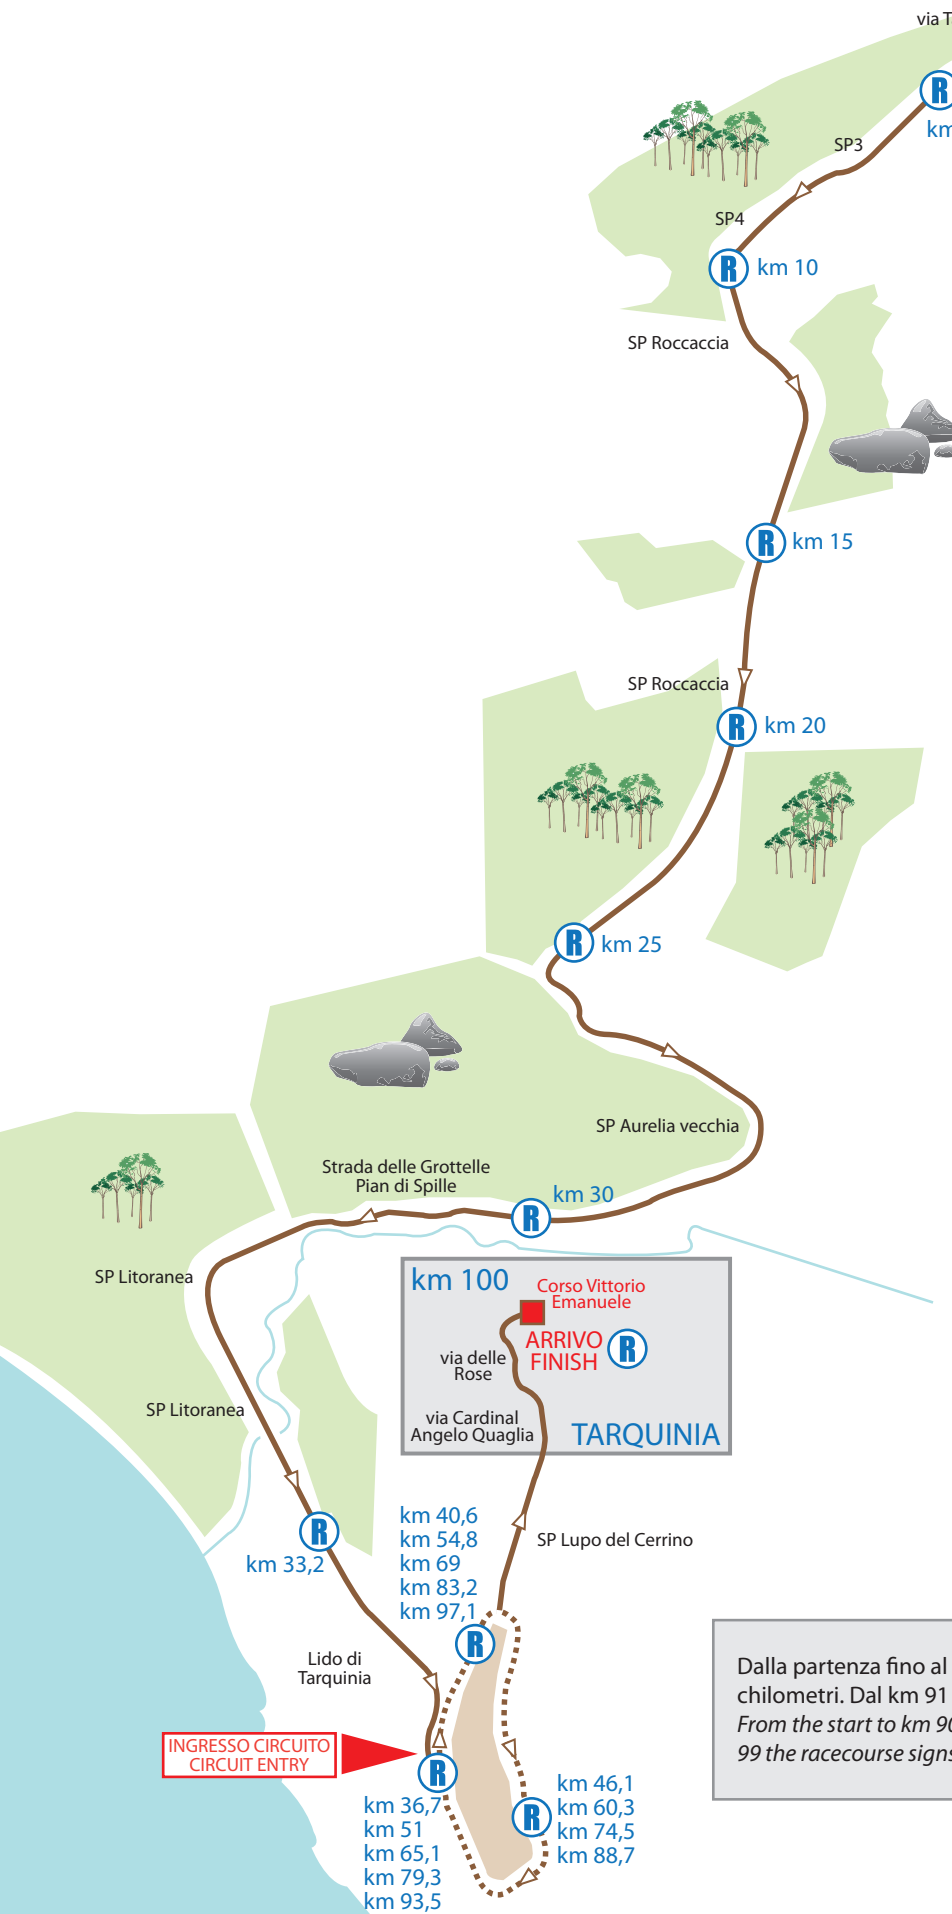 via T
R
km
SP3
SP4
R
km 10
SP Roccaccia
R
km 15
SP Roccaccia
R
km 20
R
km 25
SP Aurelia vecchia
Strada delle Grottelle
Pian di Spille
km 30
R
SP Litoranea
km 100
Corso Vittorio
Emanuele
ARRIVO
FINISH
R
via delle
Rose
via Cardinal
Angelo Quaglia
TARQUINIA
SP Litoranea
R
km 33,2
km 40,6
km 54,8
km 69
km 83,2
km 97,1
R
SP Lupo del Cerrino
Lido di
Tarquinia
INGRESSO CIRCUITO
CIRCUIT ENTRY
R
km 36,7
km 51
km 65,1
km 79,3
km 93,5
R
km 46,1
km 60,3
km 74,5
km 88,7
Dalla partenza fino al
chilometri. Dal km 91
From the start to km 90
99 the racecourse signs